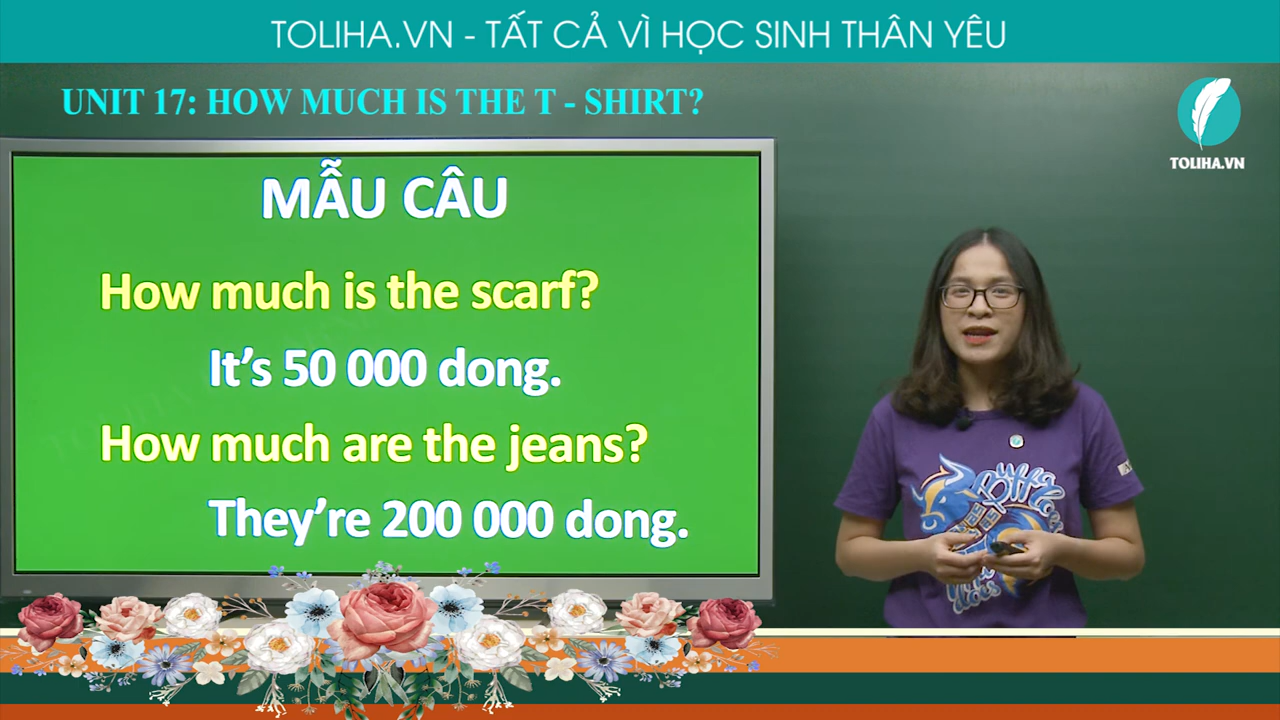 TOLIHA.VN - TẤT CẢ VÌ HỌC SINH THÂN YÊU
UNIT 17: HOW MUCH IS THE T - SHIRT?
TOLIHA.VN
MẪU CÂU
How much is the scarf?
It's 50 000 dong.
How much are the jeans?
They're 200 000 dong.